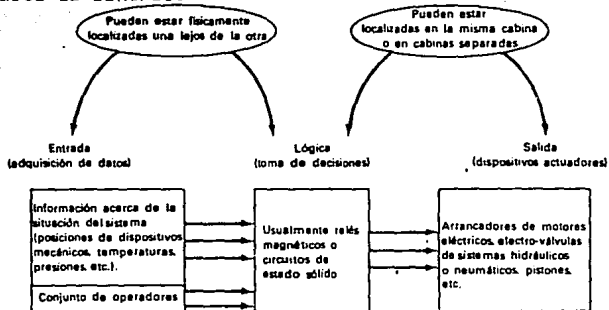 Pueden estar físicamente
localizadas una lejos de la otra
Pueden estar
localizadas en la misma cabina
o en cabinas separadas
Entrada
(adquisición de datos)
Lógica
(toma de decisiones)
Salida
(dispositivos actuadores)
Información acerca de la
situación del sistema
(posiciones de dispositivos
mecánicos, temperaturas,
presiones, etc.).
Conjunto de operadores
Usualmente relés
magnéticos o
circuitos de
estado sólido
Arrancadores de motores
eléctricos, electro-válvulas
de sistemas hidráulicos
o neumáticos, pistones,
etc.